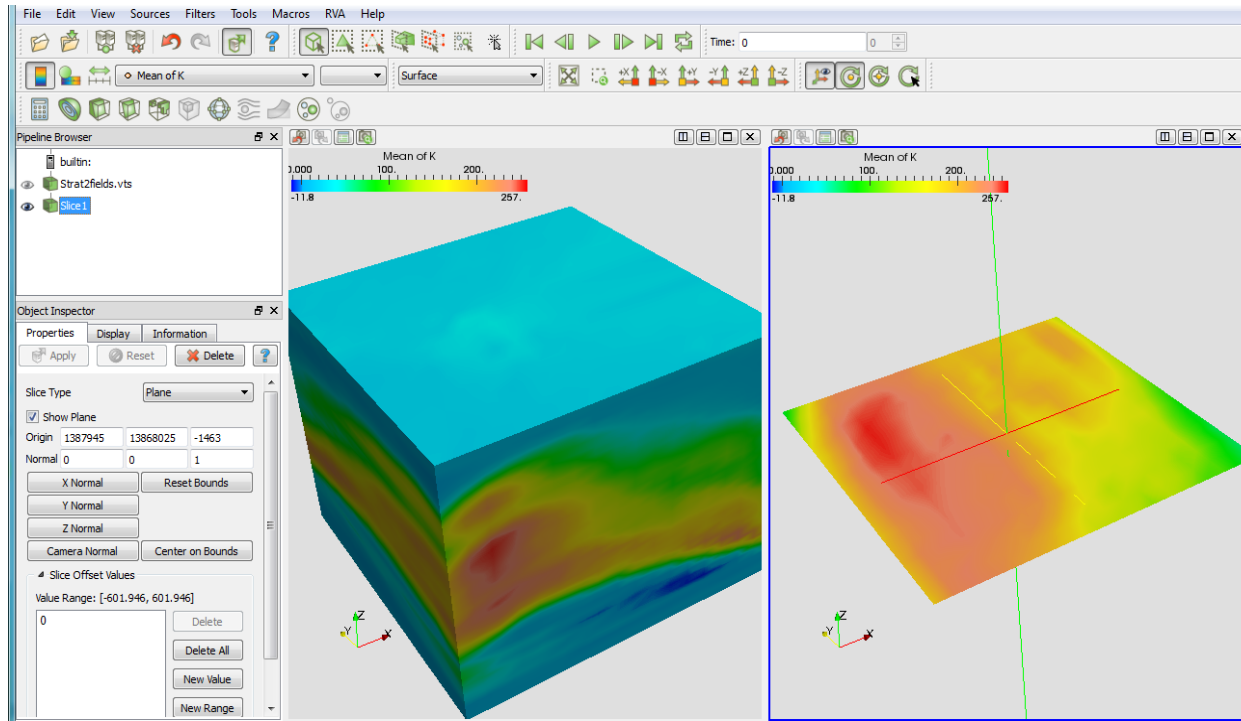 File Edit View Sources Filters Tools Macros RVA Help
Time: 0 0
Mean of K Surface
+X -X +Y -Y +Z -Z
Pipeline Browser
builtin:
Strat2fields.vts
Slice1
Object Inspector
Properties Display Information
Apply Reset Delete ?
Slice Type Plane
Show Plane
Origin 1387945 13868025 -1463
Normal 0 0 1
X Normal Reset Bounds
Y Normal
Z Normal
Camera Normal Center on Bounds
Slice Offset Values
Value Range: [-601.946, 601.946]
0 Delete
Delete All
New Value
New Range
Mean of K
0.000 100. 200.
-11.8 257.
Z
Y X
Mean of K
0.000 100. 200.
-11.8 257.
Z
Y X